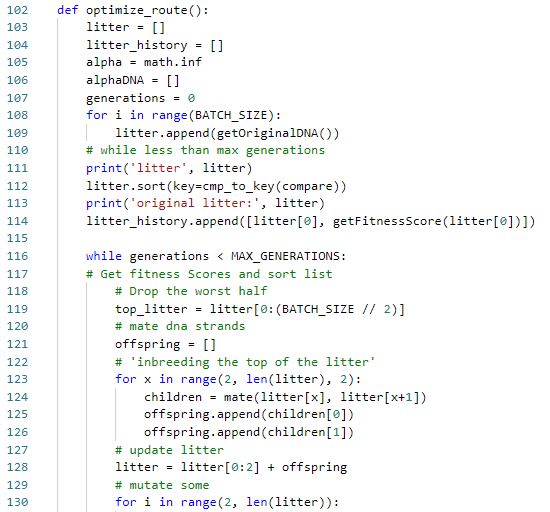 102 def optimize_route():
103     litter = []
104     litter_history = []
105     alpha = math.inf
106     alphaDNA = []
107     generations = 0
108     for i in range(BATCH_SIZE):
109         litter.append(getOriginalDNA())
110     # while less than max generations
111     print('litter', litter)
112     litter.sort(key=cmp_to_key(compare))
113     print('original litter:', litter)
114     litter_history.append([litter[0], getFitnessScore(litter[0])])
115
116     while generations < MAX_GENERATIONS:
117     # Get fitness Scores and sort list
118         # Drop the worst half
119         top_litter = litter[0:(BATCH_SIZE // 2)]
120         # mate dna strands
121         offspring = []
122         # 'inbreeding the top of the litter'
123         for x in range(2, len(litter), 2):
124             children = mate(litter[x], litter[x+1])
125             offspring.append(children[0])
126             offspring.append(children[1])
127         # update litter
128         litter = litter[0:2] + offspring
129         # mutate some
130         for i in range(2, len(litter)):